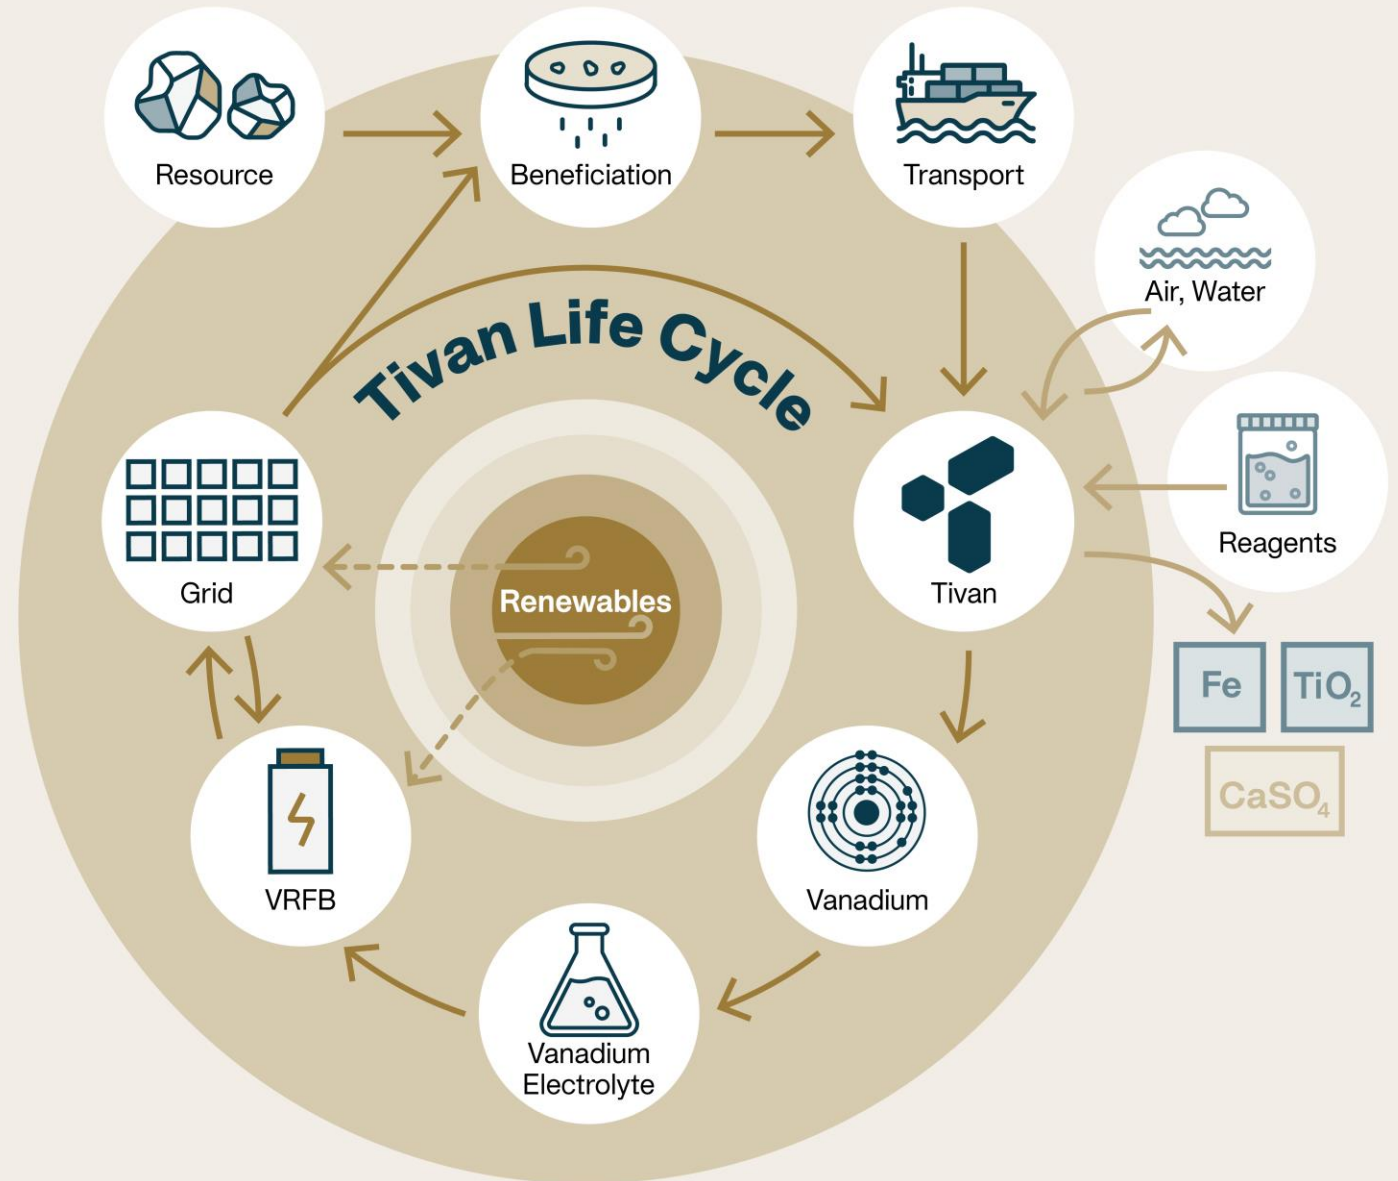 Resource
Beneficiation
Transport
Air, Water
Tivan Life Cycle
Reagents
Grid
Renewables
Tivan
Fe
TiO₂
CaSO₄
VRFB
Vanadium
Vanadium
Electrolyte